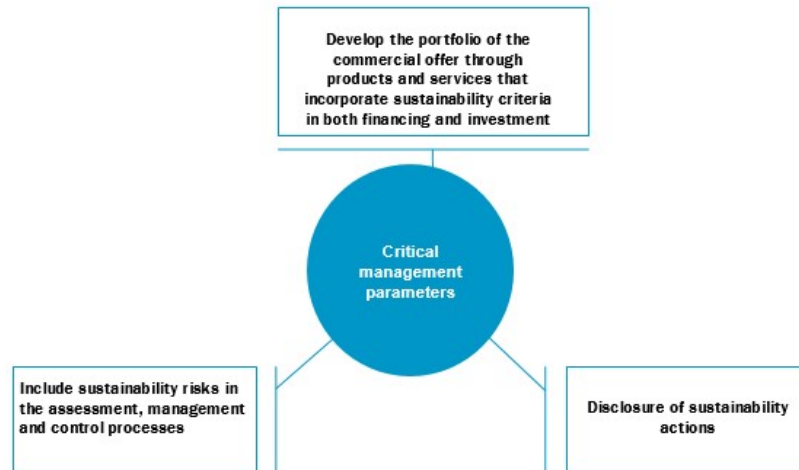 Develop the portfolio of the
commercial offer through
products and services that
incorporate sustainability criteria
in both financing and investment
Critical
management
parameters
Include sustainability risks in
the assessment, management
and control processes
Disclosure of sustainability
actions